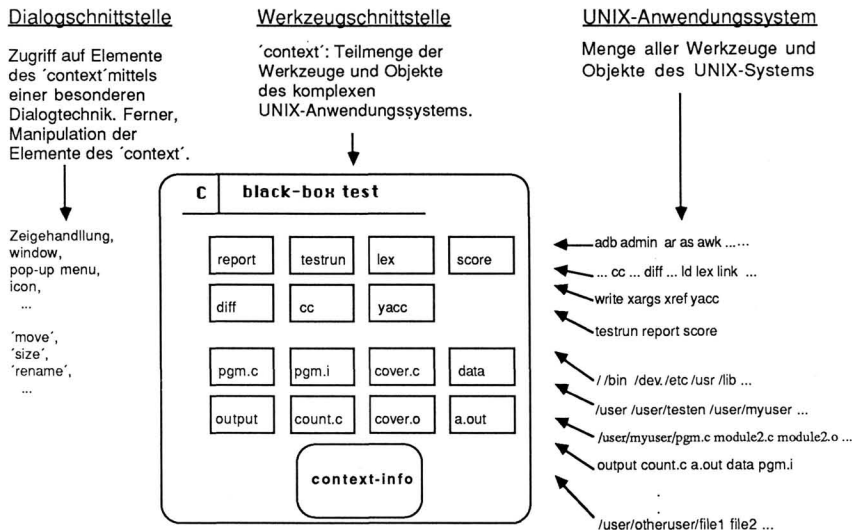 Dialogschnittstelle
Zugriff auf Elemente
des ´context´mittels
einer besonderen
Dialogtechnik. Ferner,
Manipulation der
Elemente des ´context´.
Zeigehandllung,
window,
pop-up menu,
icon,
...
´move´,
´size´,
´rename´,
...
Werkzeugschnittstelle
´context´: Teilmenge der
Werkzeuge und Objekte
des komplexen
UNIX-Anwendungssystems.
C black-box test
report testrun lex score
diff cc yacc
pgm.c pgm.i cover.c data
output count.c cover.o a.out
context-info
UNIX-Anwendungssystem
Menge aller Werkzeuge und
Objekte des UNIX-Systems
adb admin ar as awk ......
... cc ... diff ... ld lex link ...
write xargs xref yacc
testrun report score
/ /bin /dev./etc /usr /lib ...
/user /user/testen /user/myuser ...
/user/myuser/pgm.c module2.c module2.o ...
output count.c a.out data pgm.i
.
.
/user/otheruser/file1 file2 ...